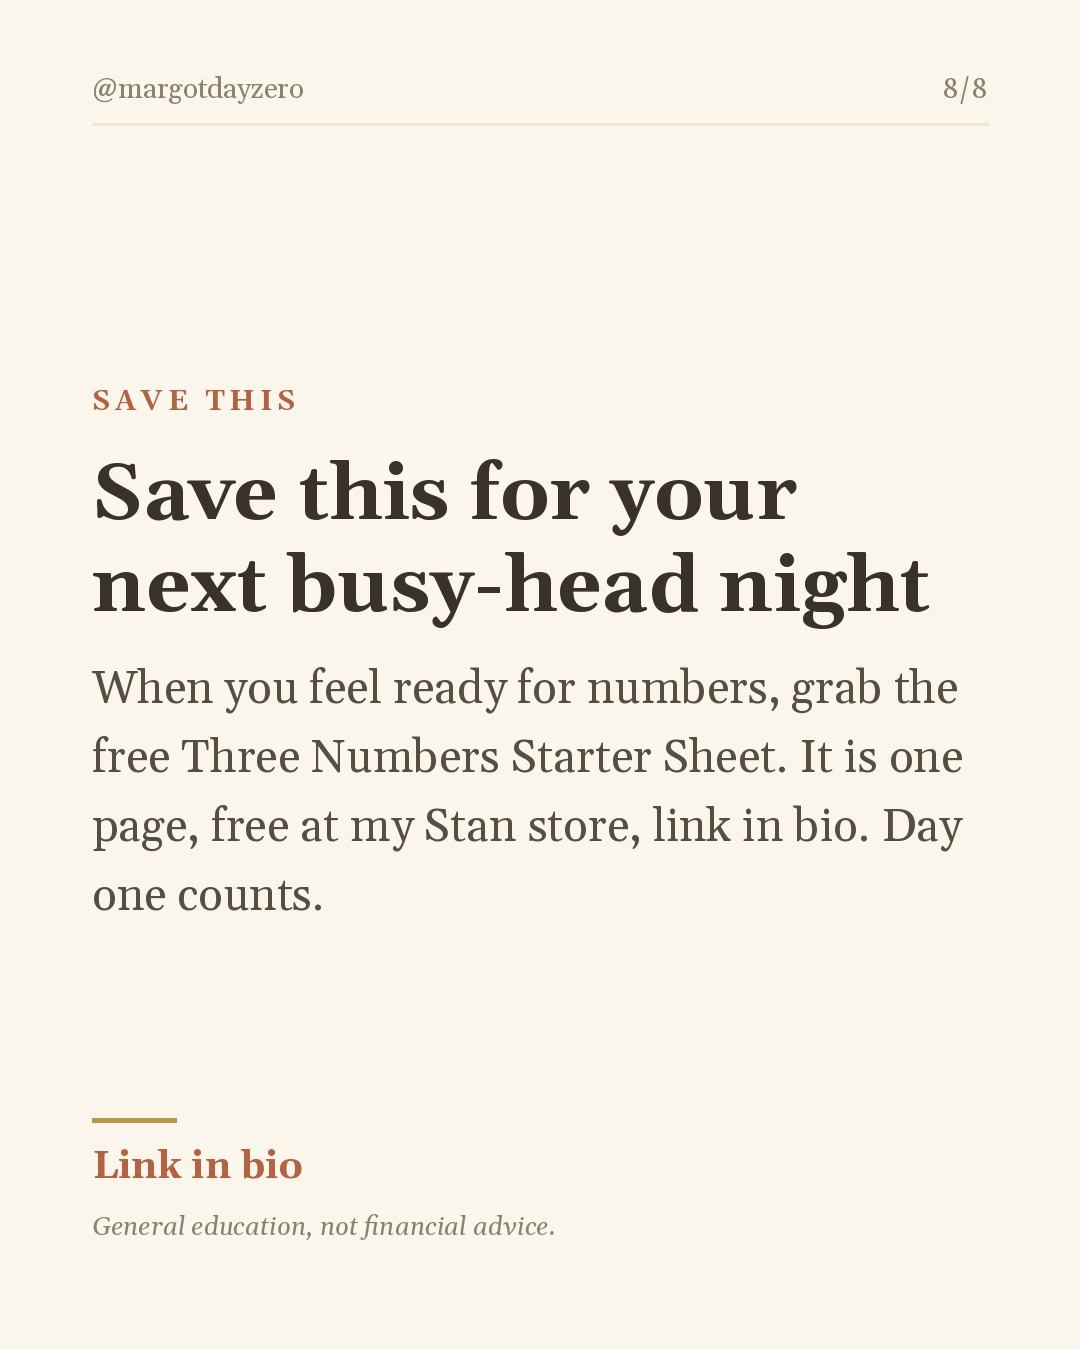 @margotdayzero
8/8
SAVE THIS
Save this for your
next busy-head night
When you feel ready for numbers, grab the
free Three Numbers Starter Sheet. It is one
page, free at my Stan store, link in bio. Day
one counts.
Link in bio
General education, not financial advice.